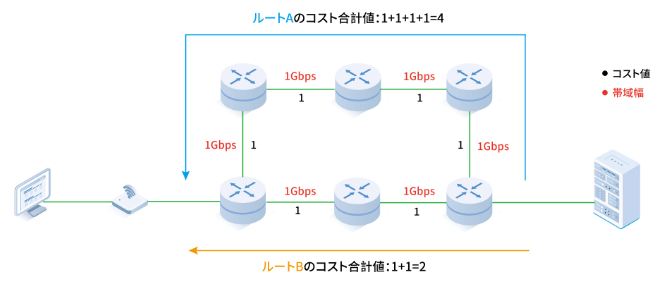 ルートAのコスト合計値：1+1+1+1=4
1Gbps 1Gbps
1 1
● コスト値
● 帯域幅
1Gbps 1 1 1Gbps
1Gbps 1Gbps
1 1
ルートBのコスト合計値：1+1=2